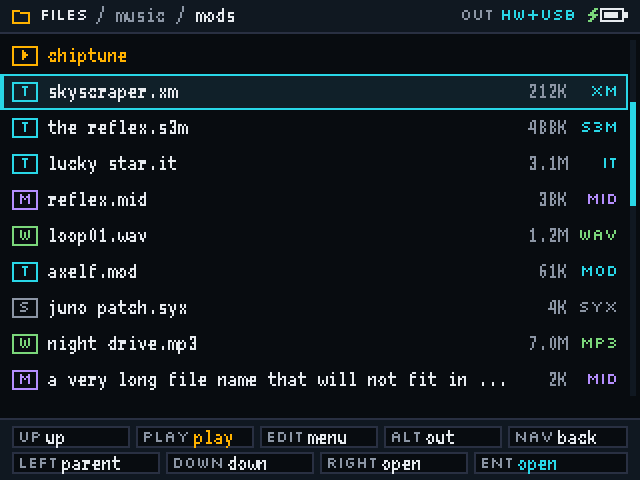 FILES / music / mods OUT HW+USB
chiptune
T skyscraper.xm 212K XM
T the reflex.s3m 488K S3M
T lucky star.it 3.1M IT
M reflex.mid 38K MID
W loop01.wav 1.2M WAV
T axelf.mod 61K MOD
S juno patch.syx 4K SYX
W night drive.mp3 7.0M MP3
M a very long file name that will not fit in ... 2K MID
UP up PLAY play EDIT menu ALT out NAV back
LEFT parent DOWN down RIGHT open ENT open